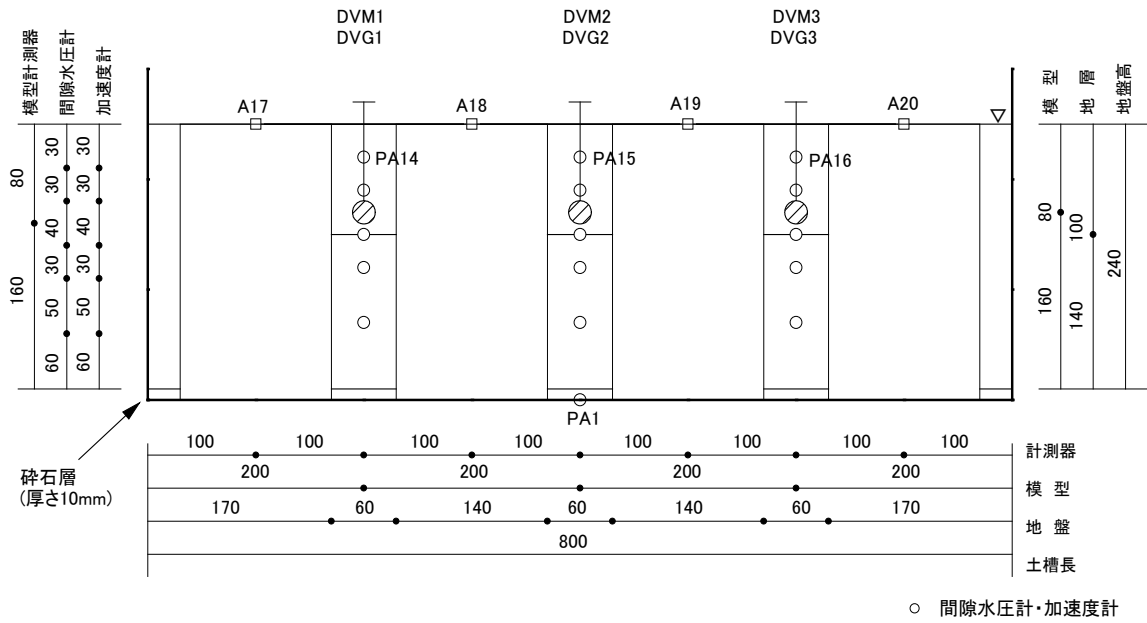 DVM1 DVM2 DVM3
DVG1 DVG2 DVG3
模型計測器
間隙水圧計
加速度計
模 型
地 層
地盤高
A17 A18 A19 A20
PA14 PA15 PA16
80 160
30 30 40 30 50 60
30 30 40 30 50 60
80 160
100 140
240
PA1
砕石層
(厚さ10mm)
100 100 100 100 100 100 100 100 計測器
200 200 200 200 模 型
170 60 140 60 140 60 170 地 盤
800 土槽長
間隙水圧計・加速度計